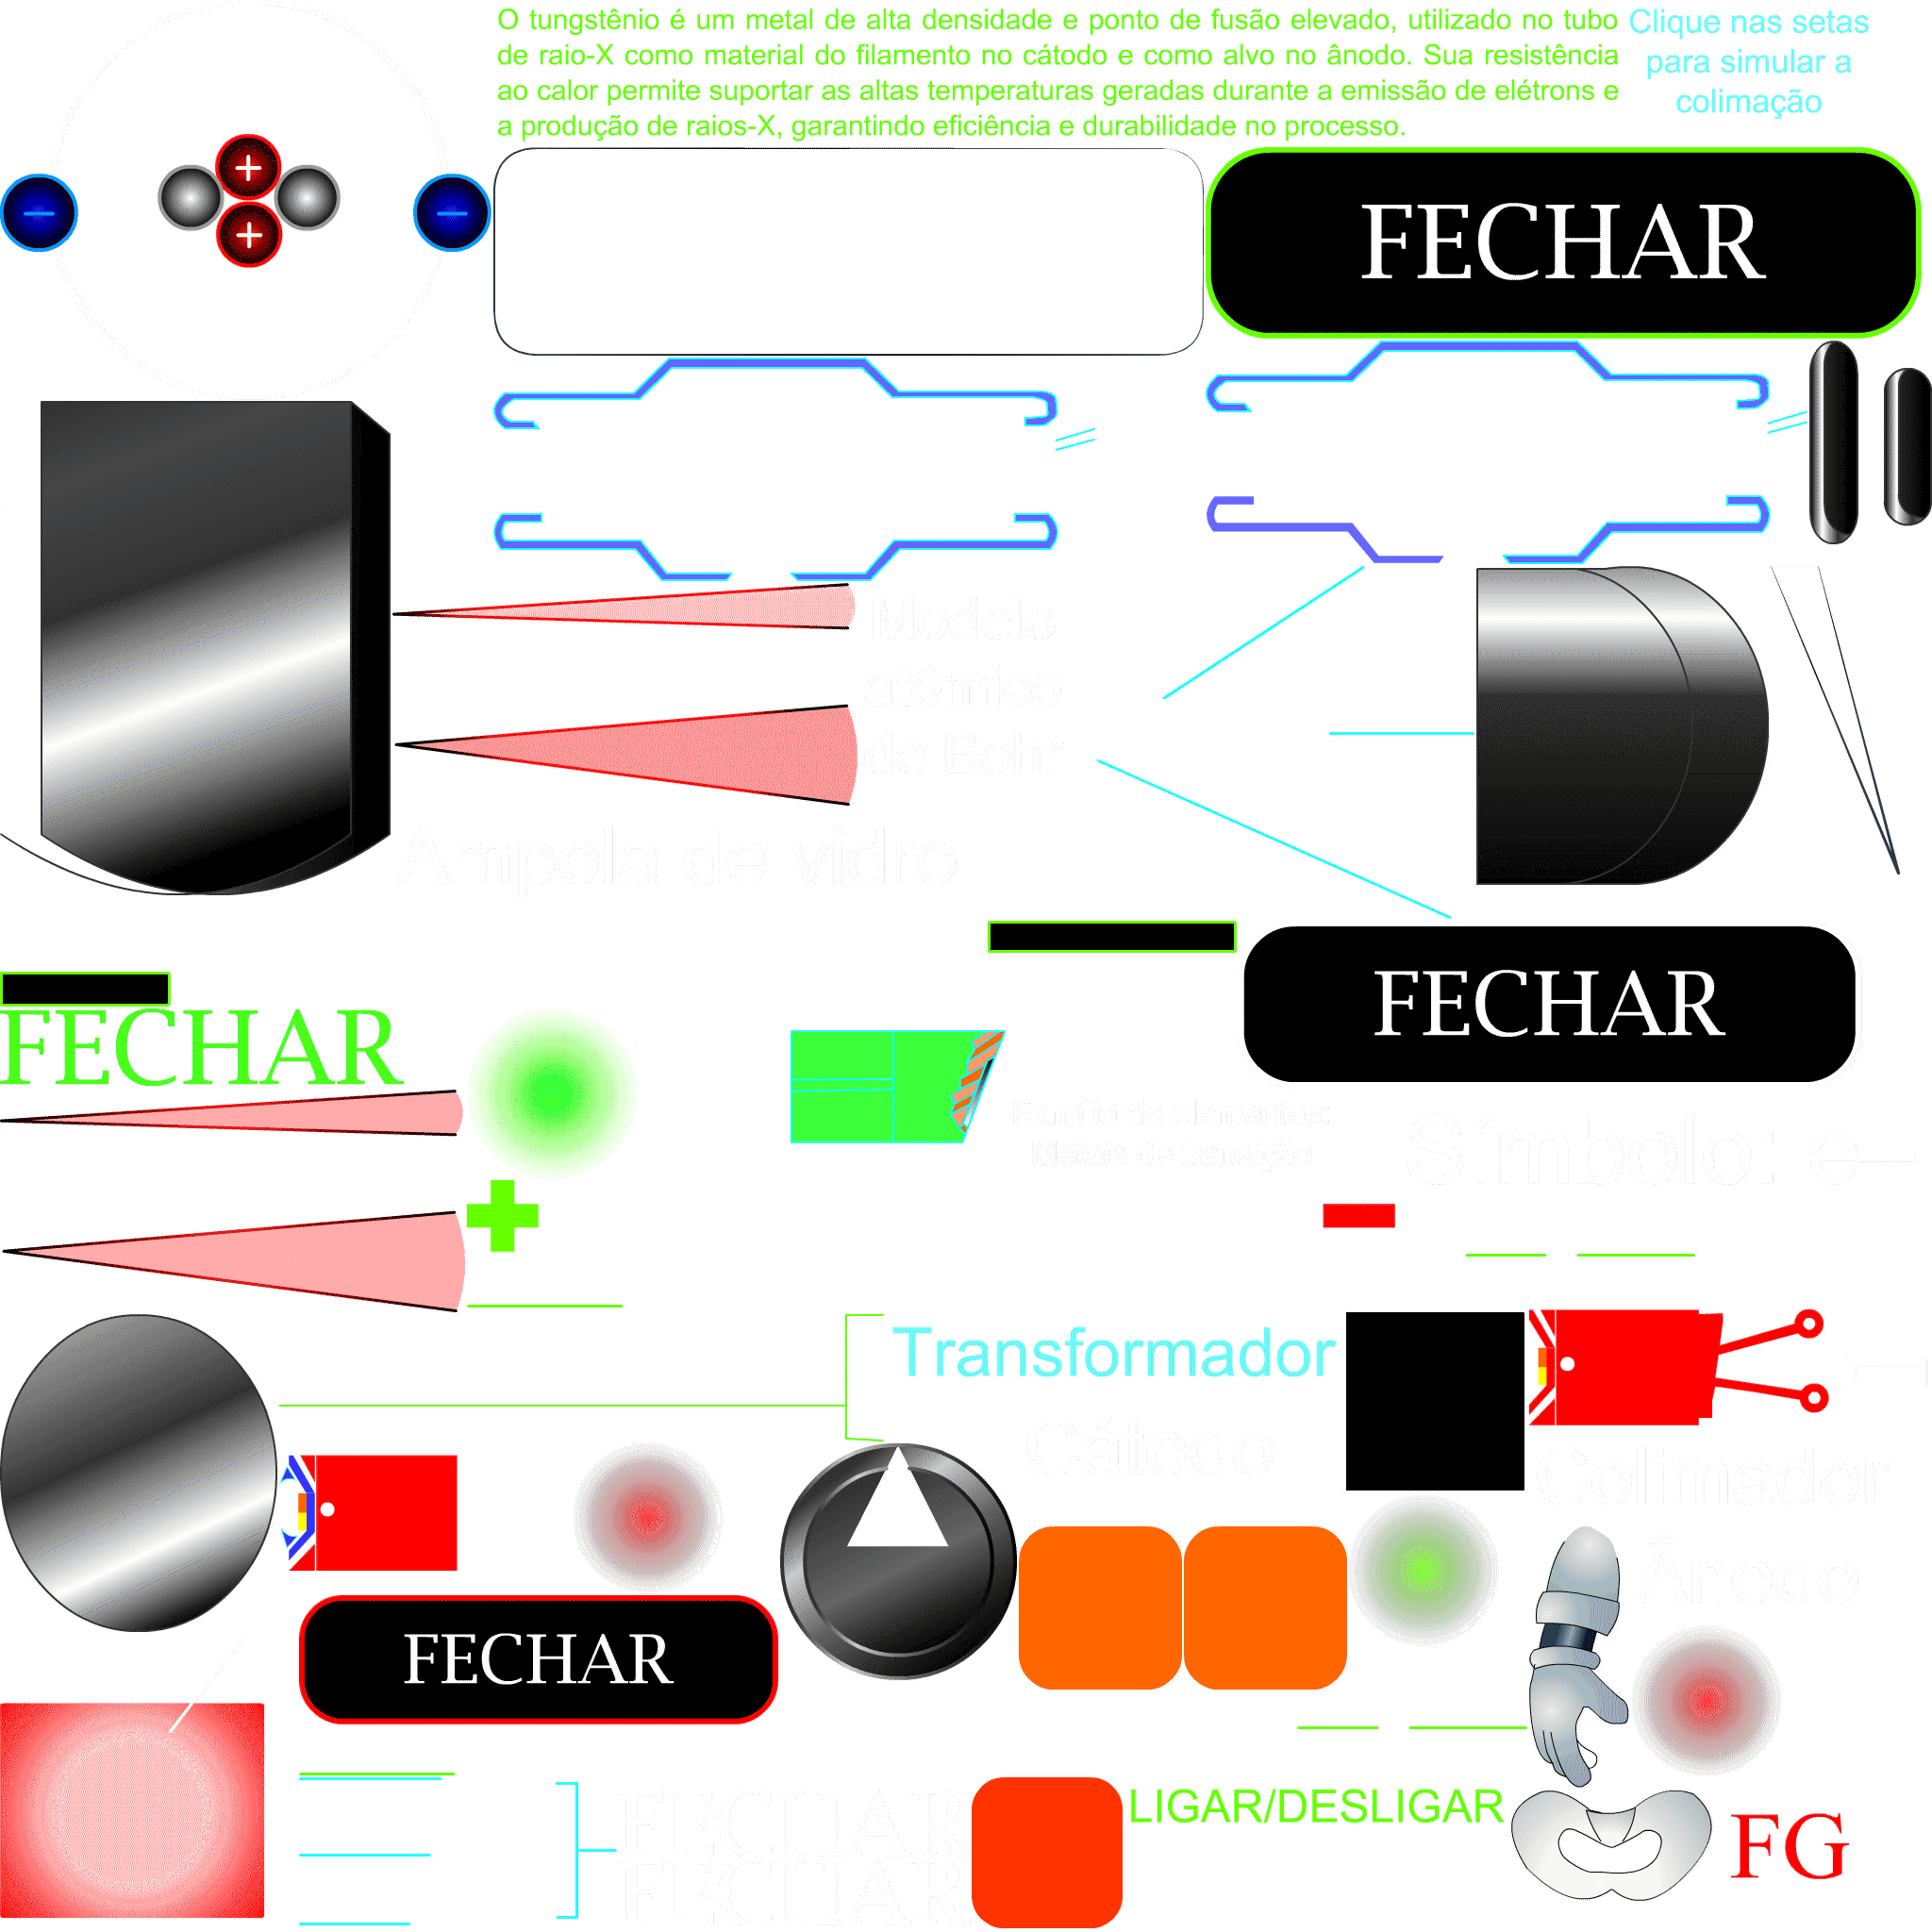 O tungstênio é um metal de alta densidade e ponto de fusão elevado, utilizado no tubo
de raio-X como material do filamento no cátodo e como alvo no ânodo. Sua resistência
ao calor permite suportar as altas temperaturas geradas durante a emissão de elétrons e
a produção de raios-X, garantindo eficiência e durabilidade no processo.
Clique nas setas
para simular a
colimação
+
+
−
−
FECHAR
Modelo
atômico
de Bohr
Ampola de vidro
FECHAR
FECHAR
Família de elementos:
Metais de transição
Símbolo: e−
Transformador
Cátodo
Colimador
Ânodo
FECHAR
FECHAR
FECHAR
LIGAR/DESLIGAR
FG